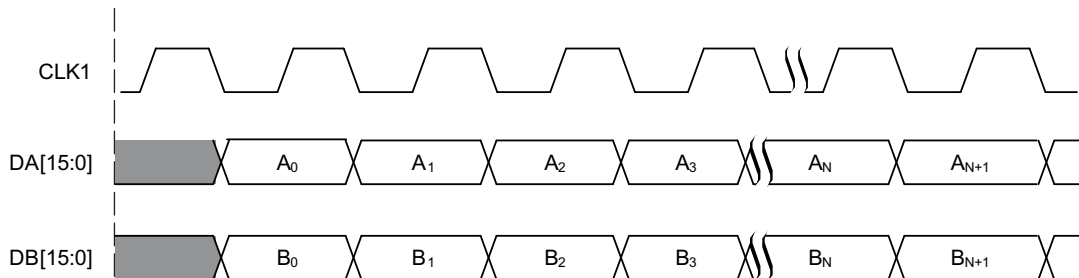 CLK1
DA[15:0] A0 A1 A2 A3 AN AN+1
DB[15:0] B0 B1 B2 B3 BN BN+1